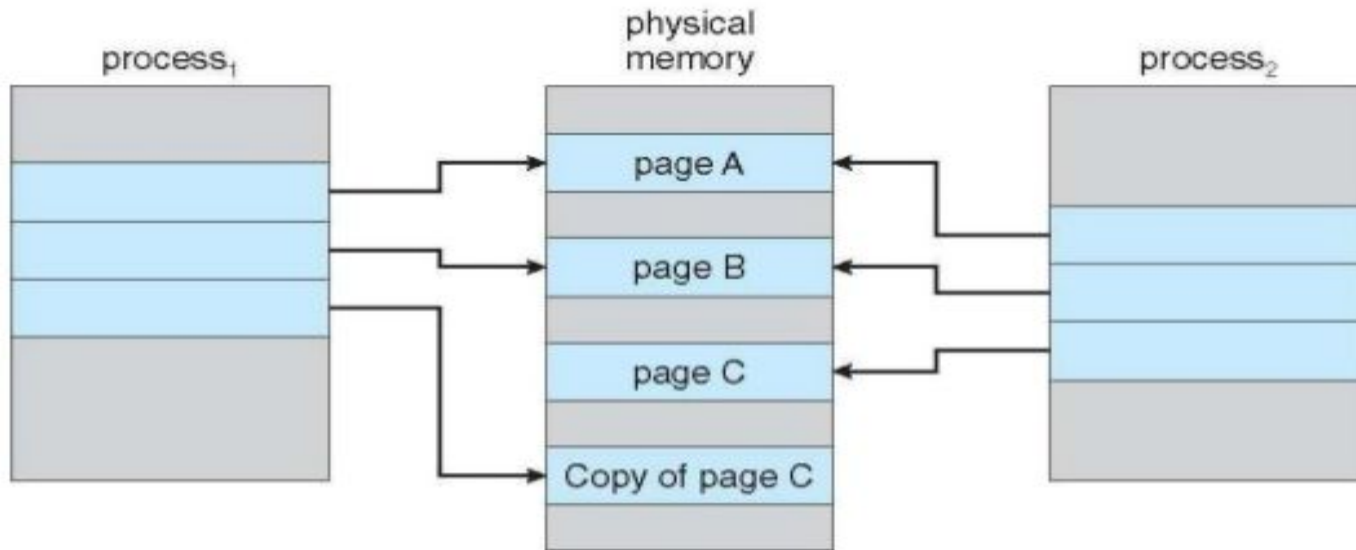 process₁
physical
memory
process₂
page A
page B
page C
Copy of page C